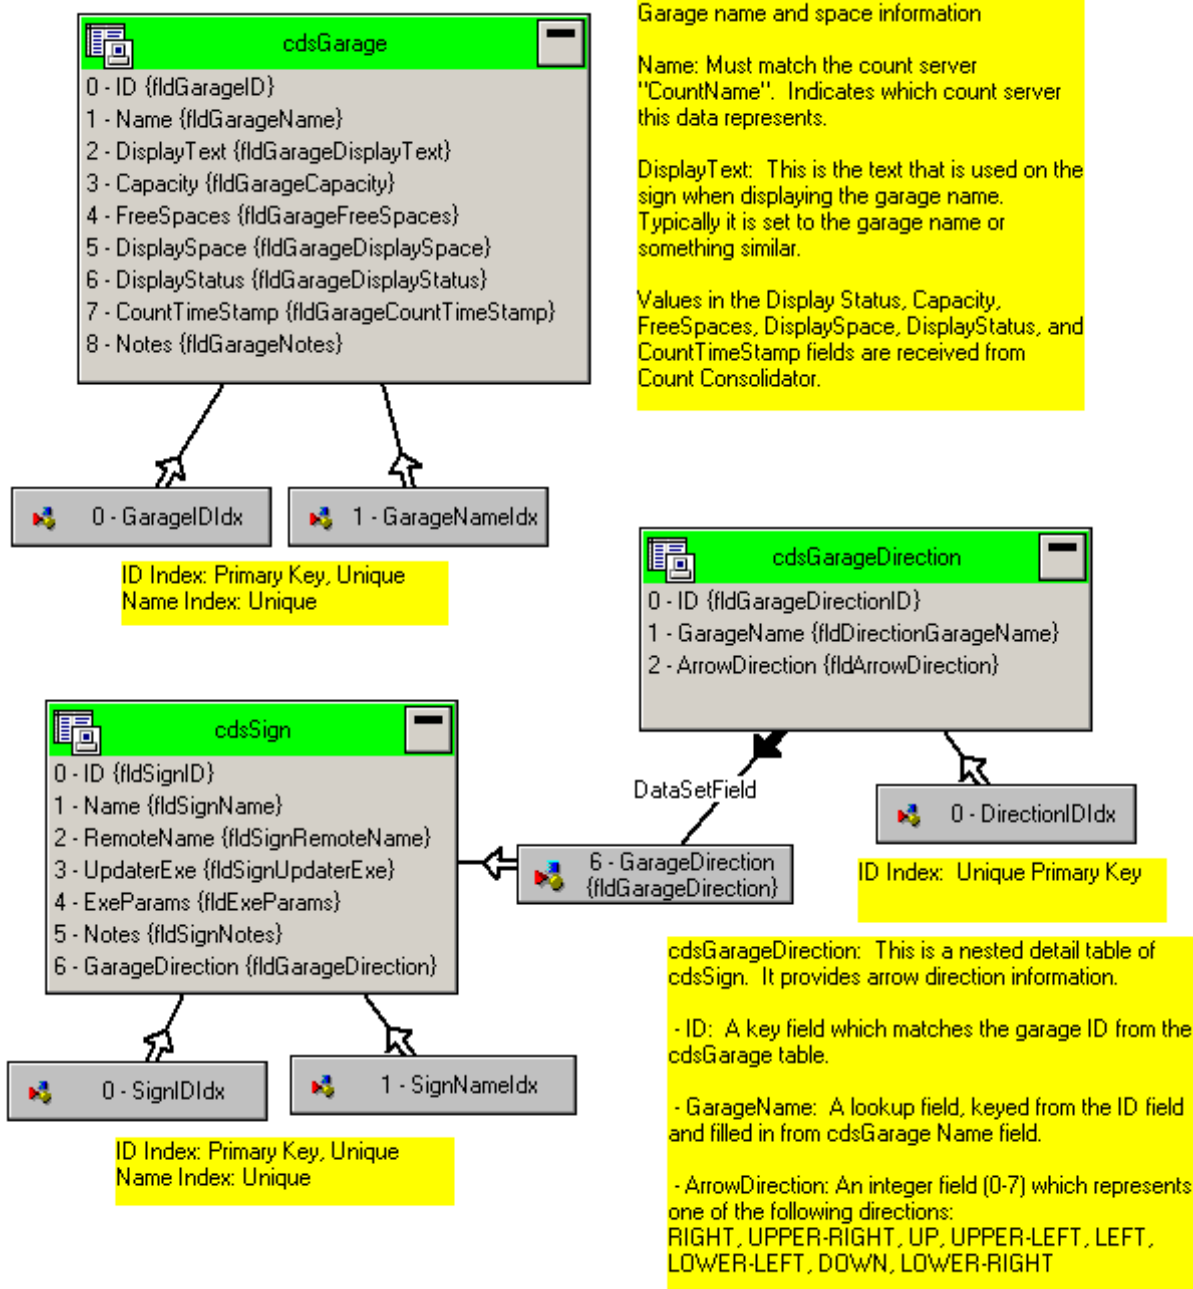 cdsGarage
0 - ID {fldGarageID}
1 - Name {fldGarageName}
2 - DisplayText {fldGarageDisplayText}
3 - Capacity {fldGarageCapacity}
4 - FreeSpaces {fldGarageFreeSpaces}
5 - DisplaySpace {fldGarageDisplaySpace}
6 - DisplayStatus {fldGarageDisplayStatus}
7 - CountTimeStamp {fldGarageCountTimeStamp}
8 - Notes {fldGarageNotes}
Garage name and space information
Name: Must match the count server
"CountName".  Indicates which count server
this data represents.
DisplayText:  This is the text that is used on the
sign when displaying the garage name.
Typically it is set to the garage name or
something similar.
Values in the Display Status, Capacity,
FreeSpaces, DisplaySpace, DisplayStatus, and
CountTimeStamp fields are received from
Count Consolidator.
0 - GarageIDIdx
1 - GarageNameIdx
ID Index: Primary Key, Unique
Name Index: Unique
cdsGarageDirection
0 - ID {fldGarageDirectionID}
1 - GarageName {fldDirectionGarageName}
2 - ArrowDirection {fldArrowDirection}
cdsSign
0 - ID {fldSignID}
1 - Name {fldSignName}
2 - RemoteName {fldSignRemoteName}
3 - UpdaterExe {fldSignUpdaterExe}
4 - ExeParams {fldExeParams}
5 - Notes {fldSignNotes}
6 - GarageDirection {fldGarageDirection}
DataSetField
6 - GarageDirection
{fldGarageDirection}
0 - DirectionIDIdx
ID Index:  Unique Primary Key
0 - SignIDIdx
1 - SignNameIdx
ID Index: Primary Key, Unique
Name Index: Unique
cdsGarageDirection:  This is a nested detail table of
cdsSign.  It provides arrow direction information.
- ID:  A key field which matches the garage ID from the
cdsGarage table.
- GarageName:  A lookup field, keyed from the ID field
and filled in from cdsGarage Name field.
- ArrowDirection: An integer field (0-7) which represents
one of the following directions:
RIGHT, UPPER-RIGHT, UP, UPPER-LEFT, LEFT,
LOWER-LEFT, DOWN, LOWER-RIGHT